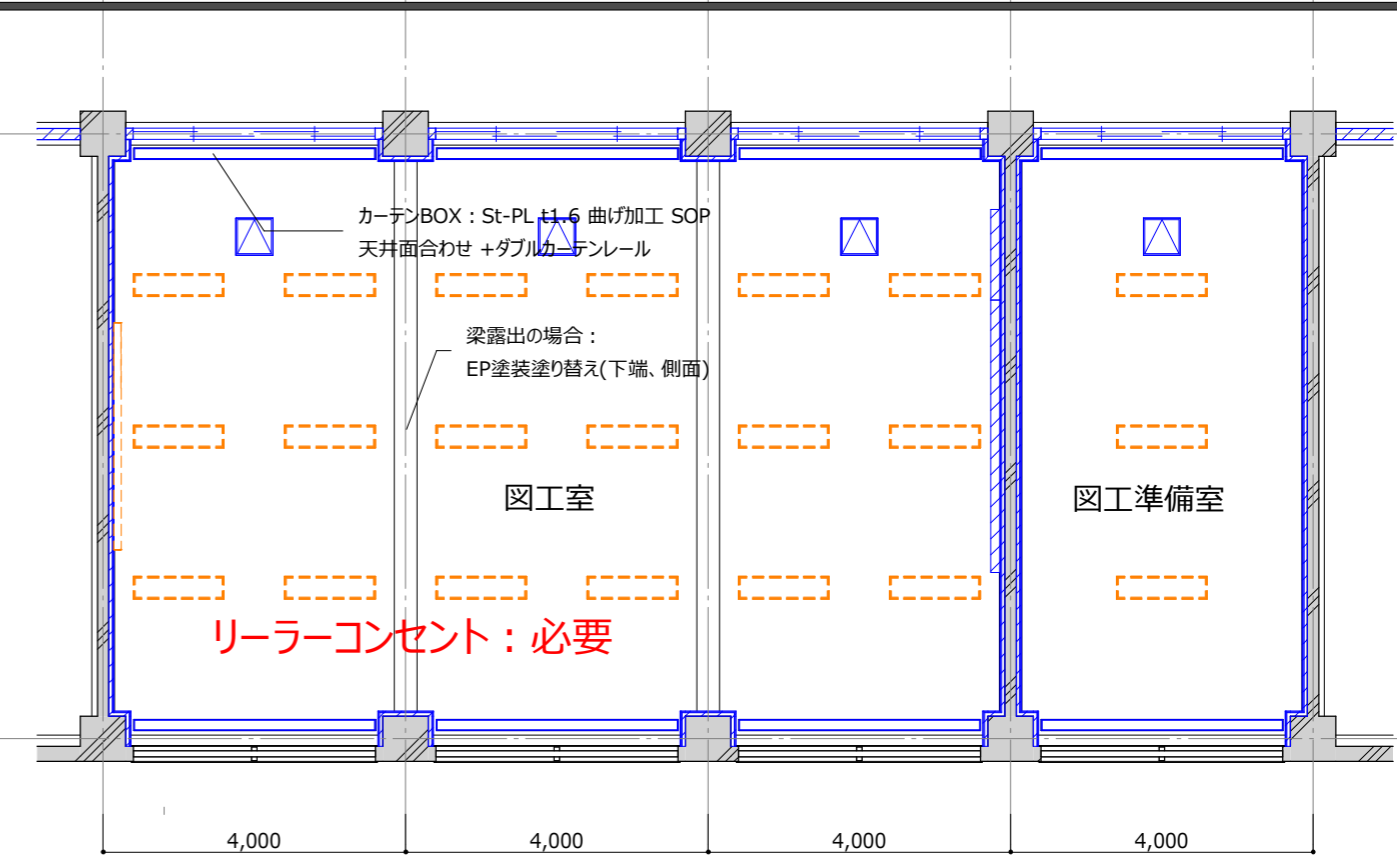 カーテンBOX：St-PL t1.6 曲げ加工 SOP
天井面合わせ +ダブルカーテンレール
梁露出の場合：
EP塗装塗り替え(下端、側面)
図工室
図工準備室
リーラーコンセント：必要
4,000
4,000
4,000
4,000